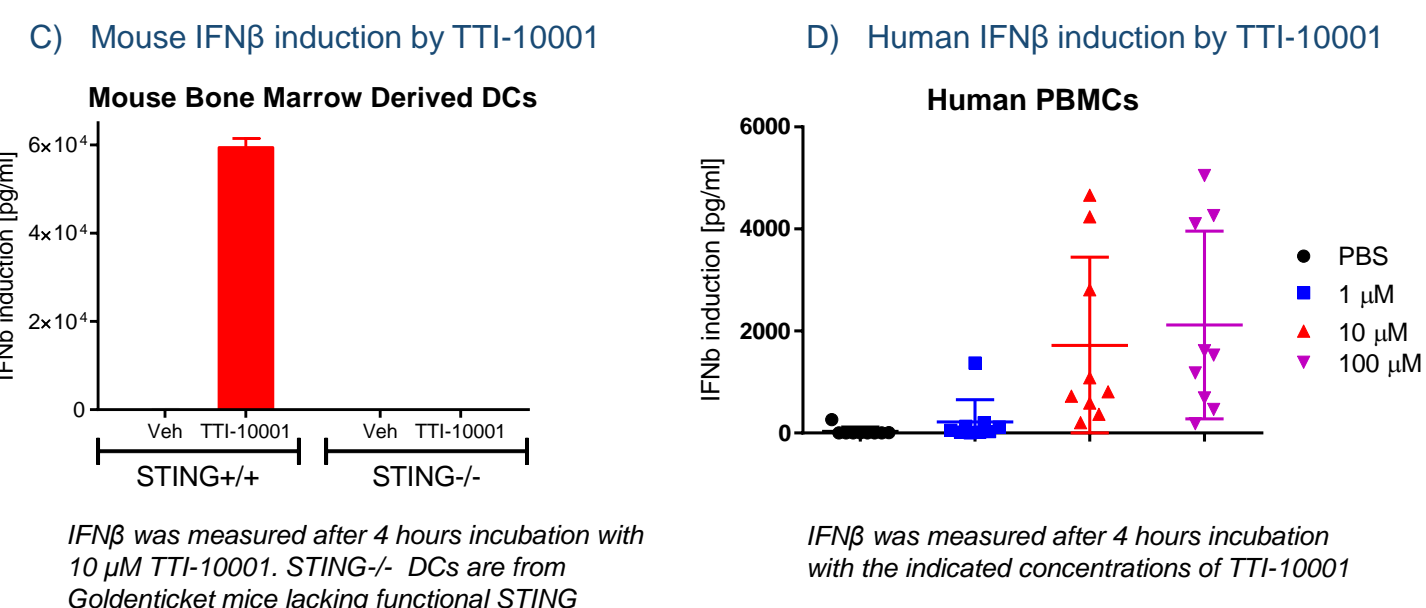 C) Mouse IFNβ induction by TTI-10001
Mouse Bone Marrow Derived DCs
IFNb induction [pg/ml]
6×10⁴
4×10⁴
2×10⁴
0
Veh TTI-10001 Veh TTI-10001
STING+/+ STING-/-
IFNβ was measured after 4 hours incubation with
10 µM TTI-10001. STING-/- DCs are from
Goldenticket mice lacking functional STING
D) Human IFNβ induction by TTI-10001
Human PBMCs
IFNb induction [pg/ml]
6000
4000
2000
0
PBS
1 µM
10 µM
100 µM
IFNβ was measured after 4 hours incubation
with the indicated concentrations of TTI-10001